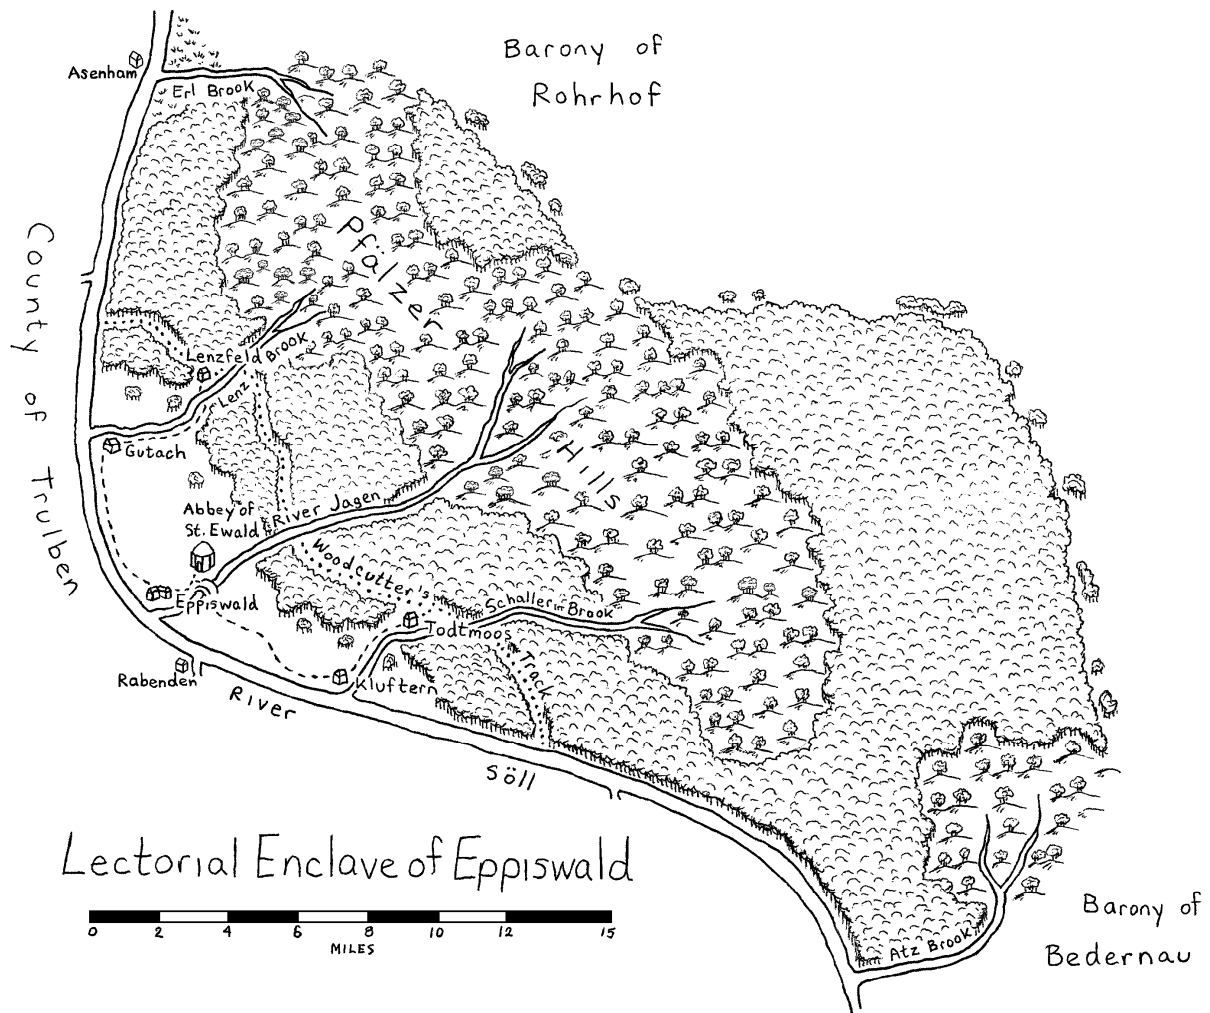 Barony of
Rohrhof
Asenham
Erl Brook
County of Trulben
Pfälzer
Hills
Lenzfeld
Lenz Brook
Gutach
Abbey of
St. Ewald
River Jagen
Woodcutter's
Track
Eppiswald
Schallerin Brook
Todtmoos
Rabenden
Kluftern
River
Söll
Lectorial Enclave of Eppiswald
0 2 4 6 8 10 12 15
MILES
Atz Brook
Barony of
Bedernau